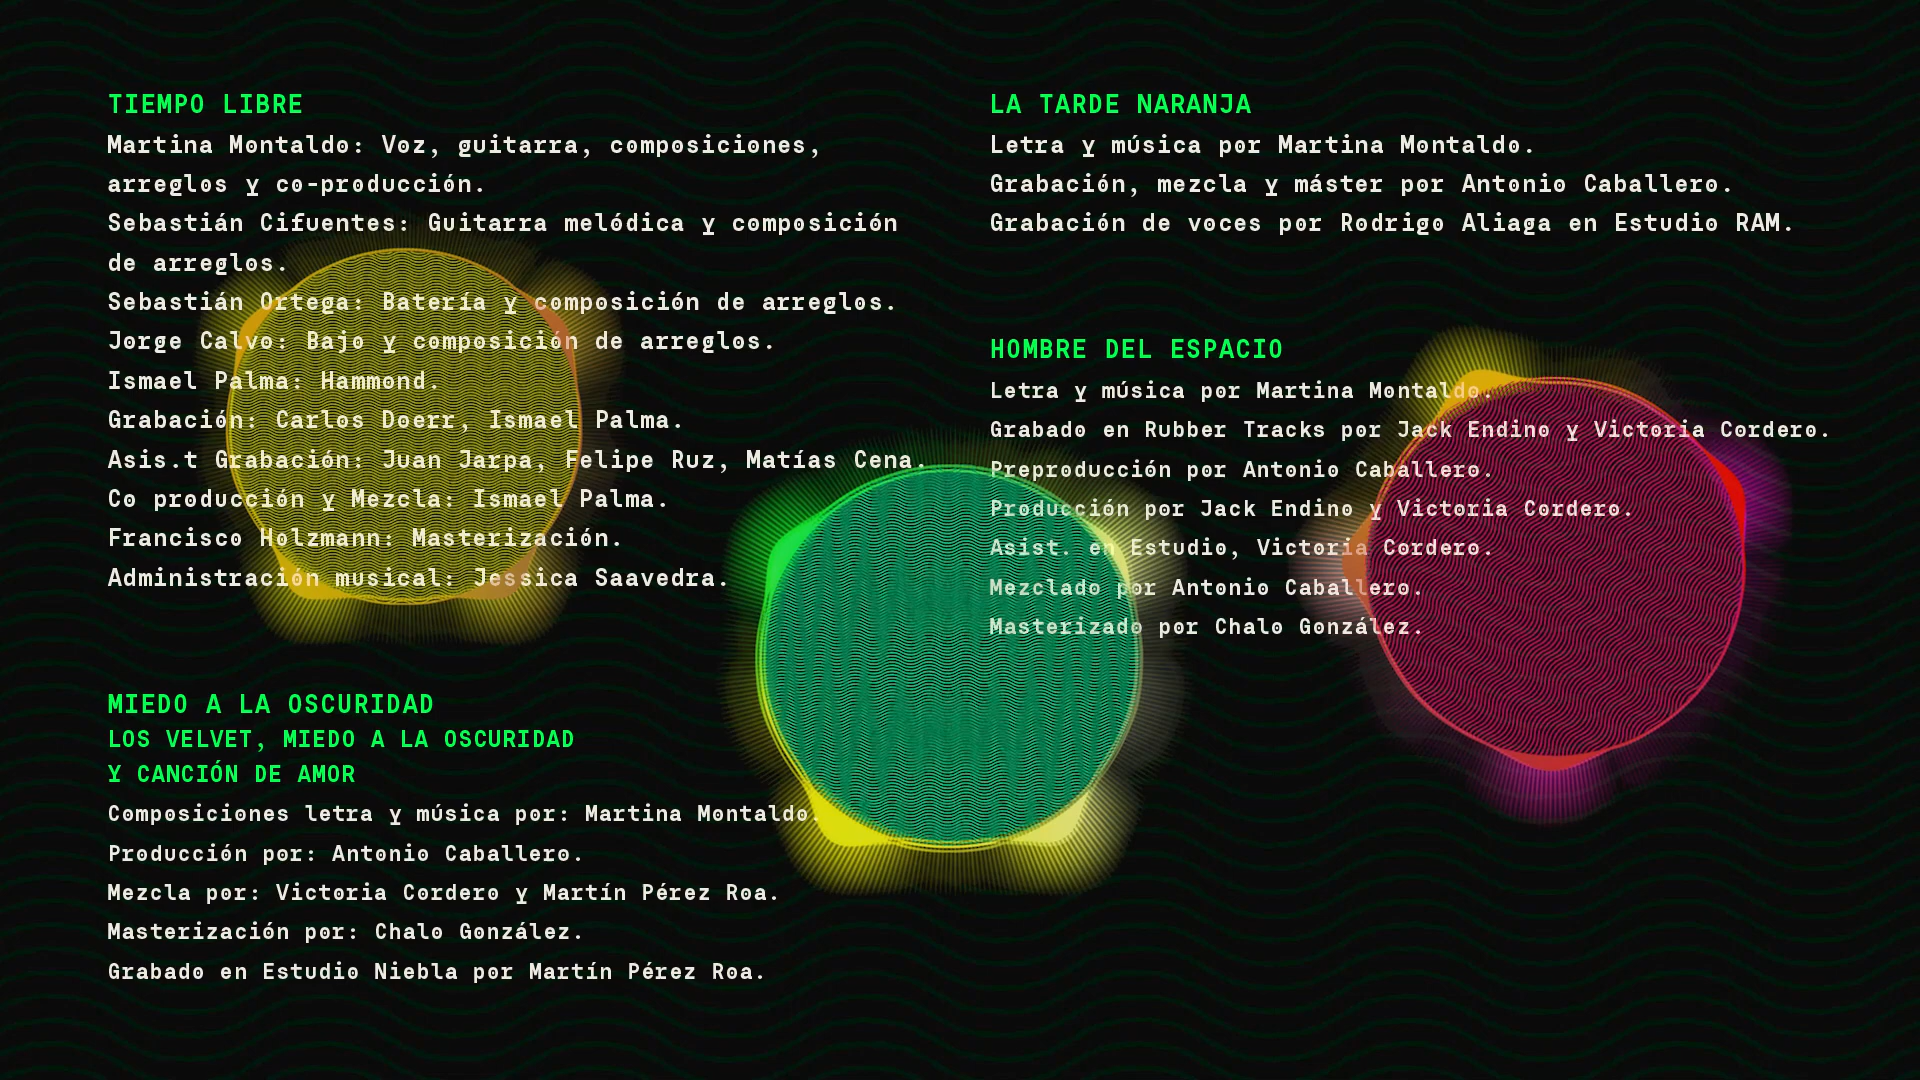 TIEMPO LIBRE
Martina Montaldo: Voz, guitarra, composiciones,
arreglos y co-producción.
Sebastián Cifuentes: Guitarra melódica y composición
de arreglos.
Sebastián Ortega: Batería y composición de arreglos.
Jorge Calvo: Bajo y composición de arreglos.
Ismael Palma: Hammond.
Grabación: Carlos Doerr, Ismael Palma.
Asis.t Grabación: Juan Jarpa, Felipe Ruz, Matías Cena.
Co producción y Mezcla: Ismael Palma.
Francisco Holzmann: Masterización.
Administración musical: Jessica Saavedra.
MIEDO A LA OSCURIDAD
LOS VELVET, MIEDO A LA OSCURIDAD
Y CANCIÓN DE AMOR
Composiciones letra y música por: Martina Montaldo.
Producción por: Antonio Caballero.
Mezcla por: Victoria Cordero y Martín Pérez Roa.
Masterización por: Chalo González.
Grabado en Estudio Niebla por Martín Pérez Roa.
LA TARDE NARANJA
Letra y música por Martina Montaldo.
Grabación, mezcla y máster por Antonio Caballero.
Grabación de voces por Rodrigo Aliaga en Estudio RAM.
HOMBRE DEL ESPACIO
Letra y música por Martina Montaldo.
Grabado en Rubber Tracks por Jack Endino y Victoria Cordero.
Preproducción por Antonio Caballero.
Producción por Jack Endino y Victoria Cordero.
Asist. en Estudio, Victoria Cordero.
Mezclado por Antonio Caballero.
Masterizado por Chalo González.